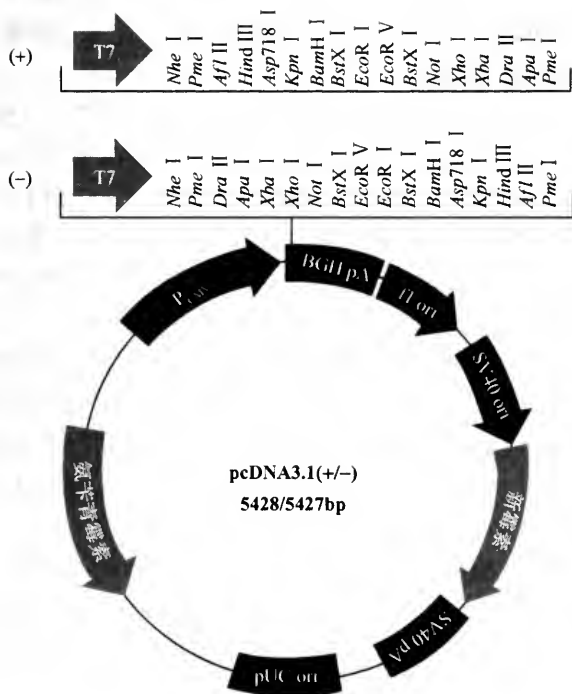 (+)
T7
Nhe I
Pme I
Afl II
Hind III
Asp718 I
Kpn I
BamH I
BstX I
EcoR I
EcoR V
BstX I
Not I
Xho I
Xba I
Dra II
Apa I
Pme I
(−)
T7
Nhe I
Pme I
Dra II
Apa I
Xba I
Xho I
Not I
BstX I
EcoR V
EcoR I
BstX I
BamH I
Asp718 I
Kpn I
Hind III
Afl II
Pme I
PCMV
BGH pA
f1 ori
SV40 ori
新霉素
SV40 pA
pUC ori
氨苄青霉素
pcDNA3.1(+/−)
5428/5427bp